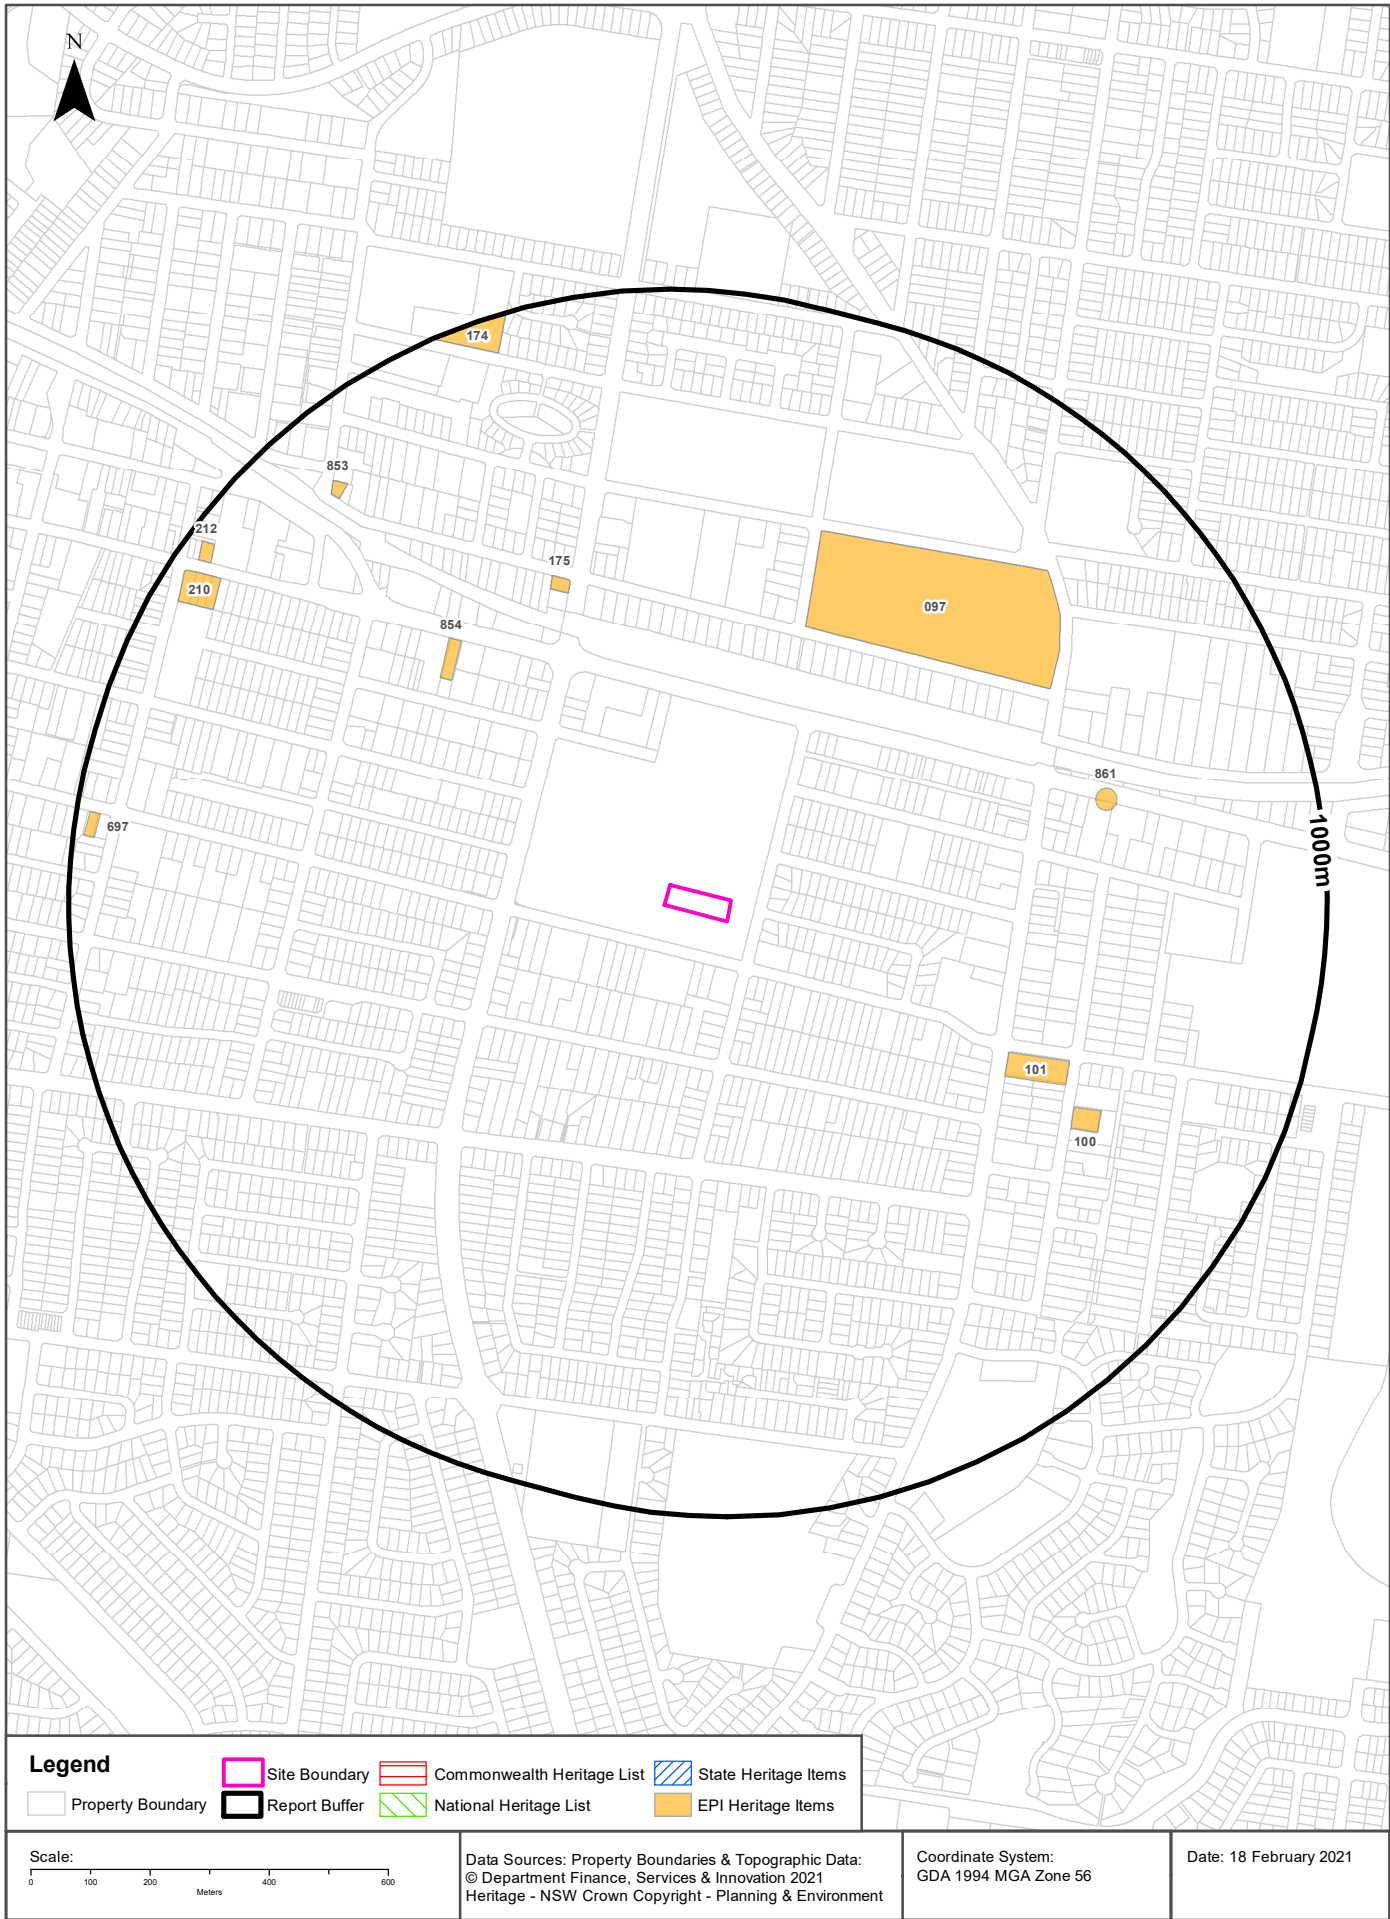 N
174
853
212
175
210
097
854
861
697
1000m
101
100
Legend
Site Boundary
Commonwealth Heritage List
State Heritage Items
Property Boundary
Report Buffer
National Heritage List
EPI Heritage Items
Scale:
0 100 200 400 600
Meters
Data Sources: Property Boundaries & Topographic Data:
© Department Finance, Services & Innovation 2021
Heritage - NSW Crown Copyright - Planning & Environment
Coordinate System:
GDA 1994 MGA Zone 56
Date: 18 February 2021